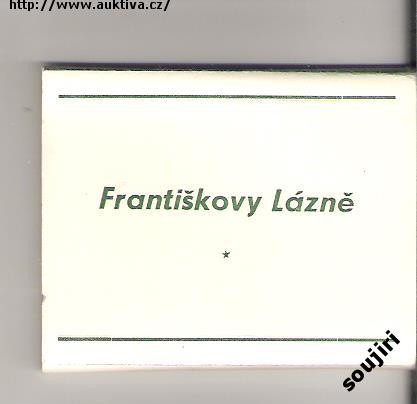 http://www.auktiva.cz/
Františkovy Lázně
*
soujiri